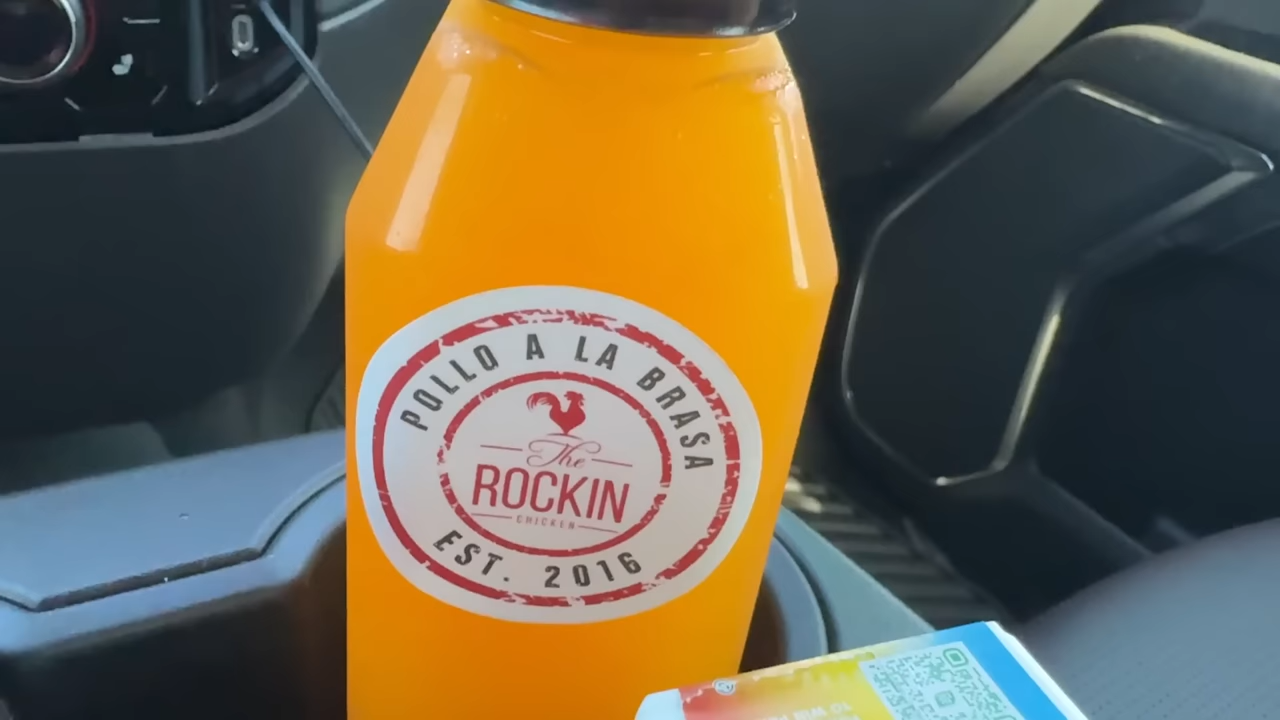 POLLO A LA BRASA
The
ROCKIN
CHICKEN
EST. 2016